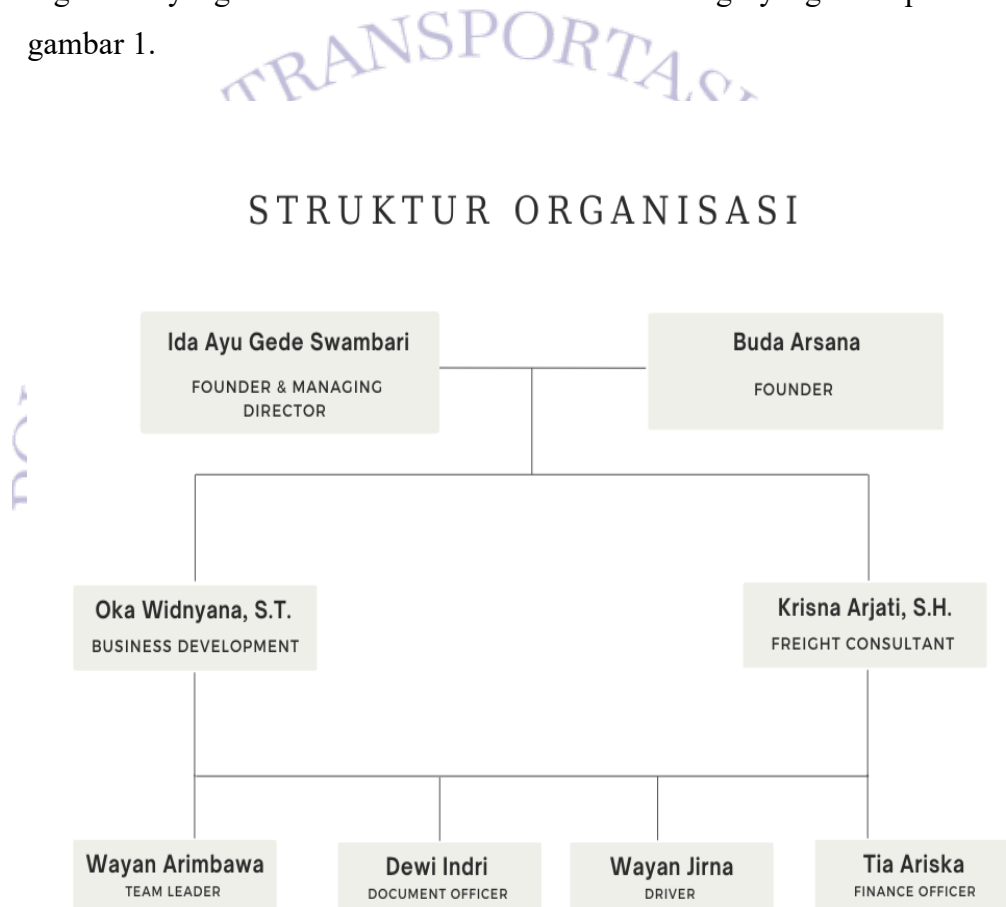 gambar 1.
TRANSPORTASI
STRUKTUR ORGANISASI
Ida Ayu Gede Swambari
FOUNDER & MANAGING
DIRECTOR
Buda Arsana
FOUNDER
Oka Widnyana, S.T.
BUSINESS DEVELOPMENT
Krisna Arjati, S.H.
FREIGHT CONSULTANT
Wayan Arimbawa
TEAM LEADER
Dewi Indri
DOCUMENT OFFICER
Wayan Jirna
DRIVER
Tia Ariska
FINANCE OFFICER